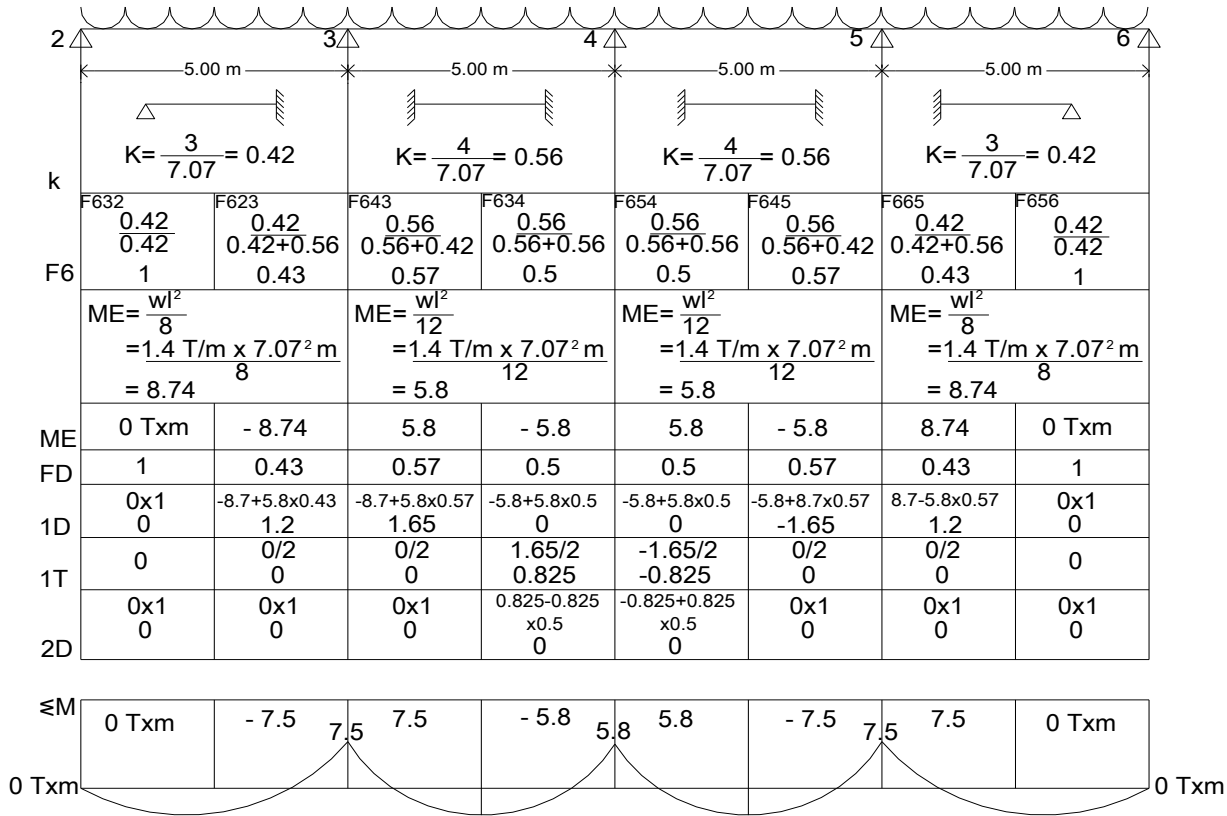 2 3 4 5 6
5.00 m 5.00 m 5.00 m 5.00 m
k
K= 3 / 7.07 = 0.42
K= 4 / 7.07 = 0.56
K= 4 / 7.07 = 0.56
K= 3 / 7.07 = 0.42
F632 F623 F643 F634 F654 F645 F665 F656
0.42 0.42 0.56 0.56 0.56 0.56 0.42 0.42
0.42 0.42+0.56 0.56+0.42 0.56+0.56 0.56+0.56 0.56+0.42 0.42+0.56 0.42
F6 1 0.43 0.57 0.5 0.5 0.57 0.43 1
ME= wl² / 8
=1.4 T/m x 7.07² m / 8
= 8.74
ME= wl² / 12
=1.4 T/m x 7.07² m / 12
= 5.8
ME= wl² / 12
=1.4 T/m x 7.07² m / 12
= 5.8
ME= wl² / 8
=1.4 T/m x 7.07² m / 8
= 8.74
ME 0 Txm - 8.74 5.8 - 5.8 5.8 - 5.8 8.74 0 Txm
FD 1 0.43 0.57 0.5 0.5 0.57 0.43 1
0x1 -8.7+5.8x0.43 -8.7+5.8x0.57 -5.8+5.8x0.5 -5.8+5.8x0.5 -5.8+8.7x0.57 8.7-5.8x0.57 0x1
1D 0 1.2 1.65 0 0 -1.65 1.2 0
0 0/2 0/2 1.65/2 -1.65/2 0/2 0/2 0
1T 0 0 0.825 -0.825 0 0
0x1 0x1 0x1 0.825-0.825 -0.825+0.825 0x1 0x1 0x1
0 0 0 x0.5 x0.5 0 0 0
2D 0 0
≶M 0 Txm - 7.5 7.5 - 5.8 5.8 - 7.5 7.5 0 Txm
7.5 5.8 7.5
0 Txm 0 Txm